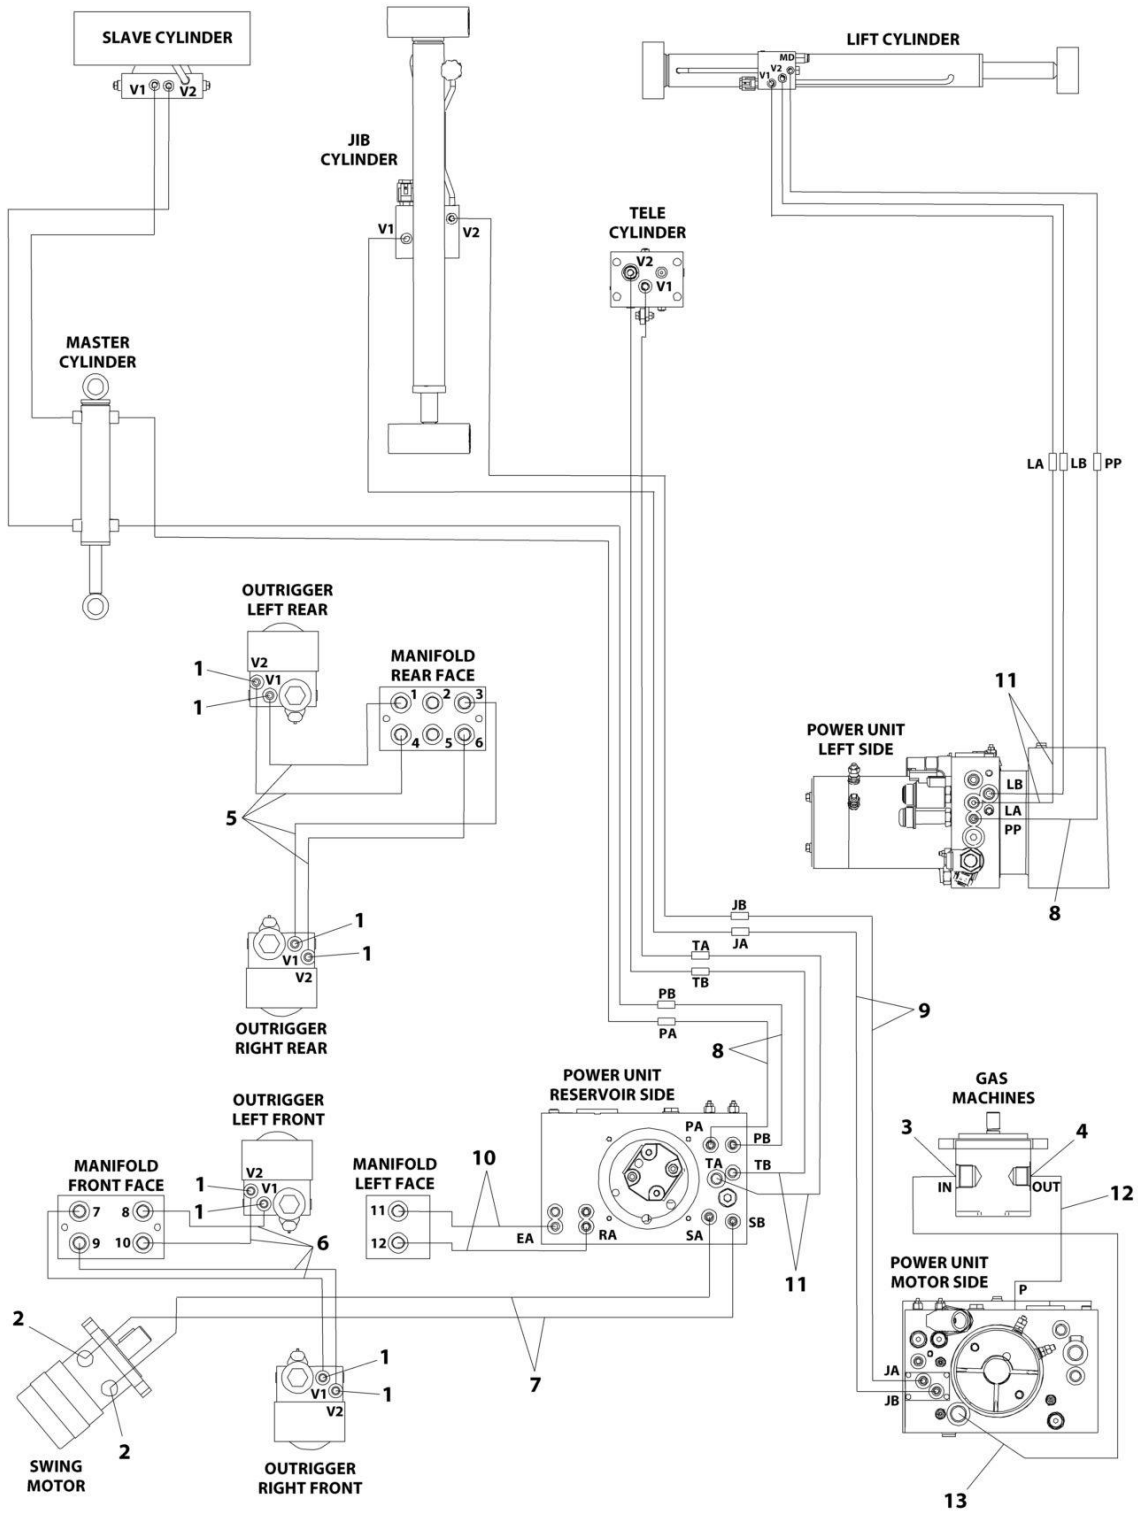 SLAVE CYLINDER
V1
V2
LIFT CYLINDER
MD
V2
V1
JIB
CYLINDER
V1
V2
TELE
CYLINDER
V2
V1
MASTER
CYLINDER
LA
LB
PP
OUTRIGGER
LEFT REAR
V2
V1
1
1
MANIFOLD
REAR FACE
1
2
3
4
5
6
5
11
POWER UNIT
LEFT SIDE
LB
LA
PP
8
1
1
V1
V2
OUTRIGGER
RIGHT REAR
JB
JA
TA
TB
PB
PA
9
8
POWER UNIT
RESERVOIR SIDE
PA
PB
TA
TB
EA
RA
SA
SB
11
GAS
MACHINES
3
4
IN
OUT
12
OUTRIGGER
LEFT FRONT
V2
V1
1
1
MANIFOLD
FRONT FACE
7
8
9
10
6
MANIFOLD
LEFT FACE
11
12
10
POWER UNIT
MOTOR SIDE
P
JA
JB
13
2
2
SWING
MOTOR
7
1
1
V1
V2
OUTRIGGER
RIGHT FRONT